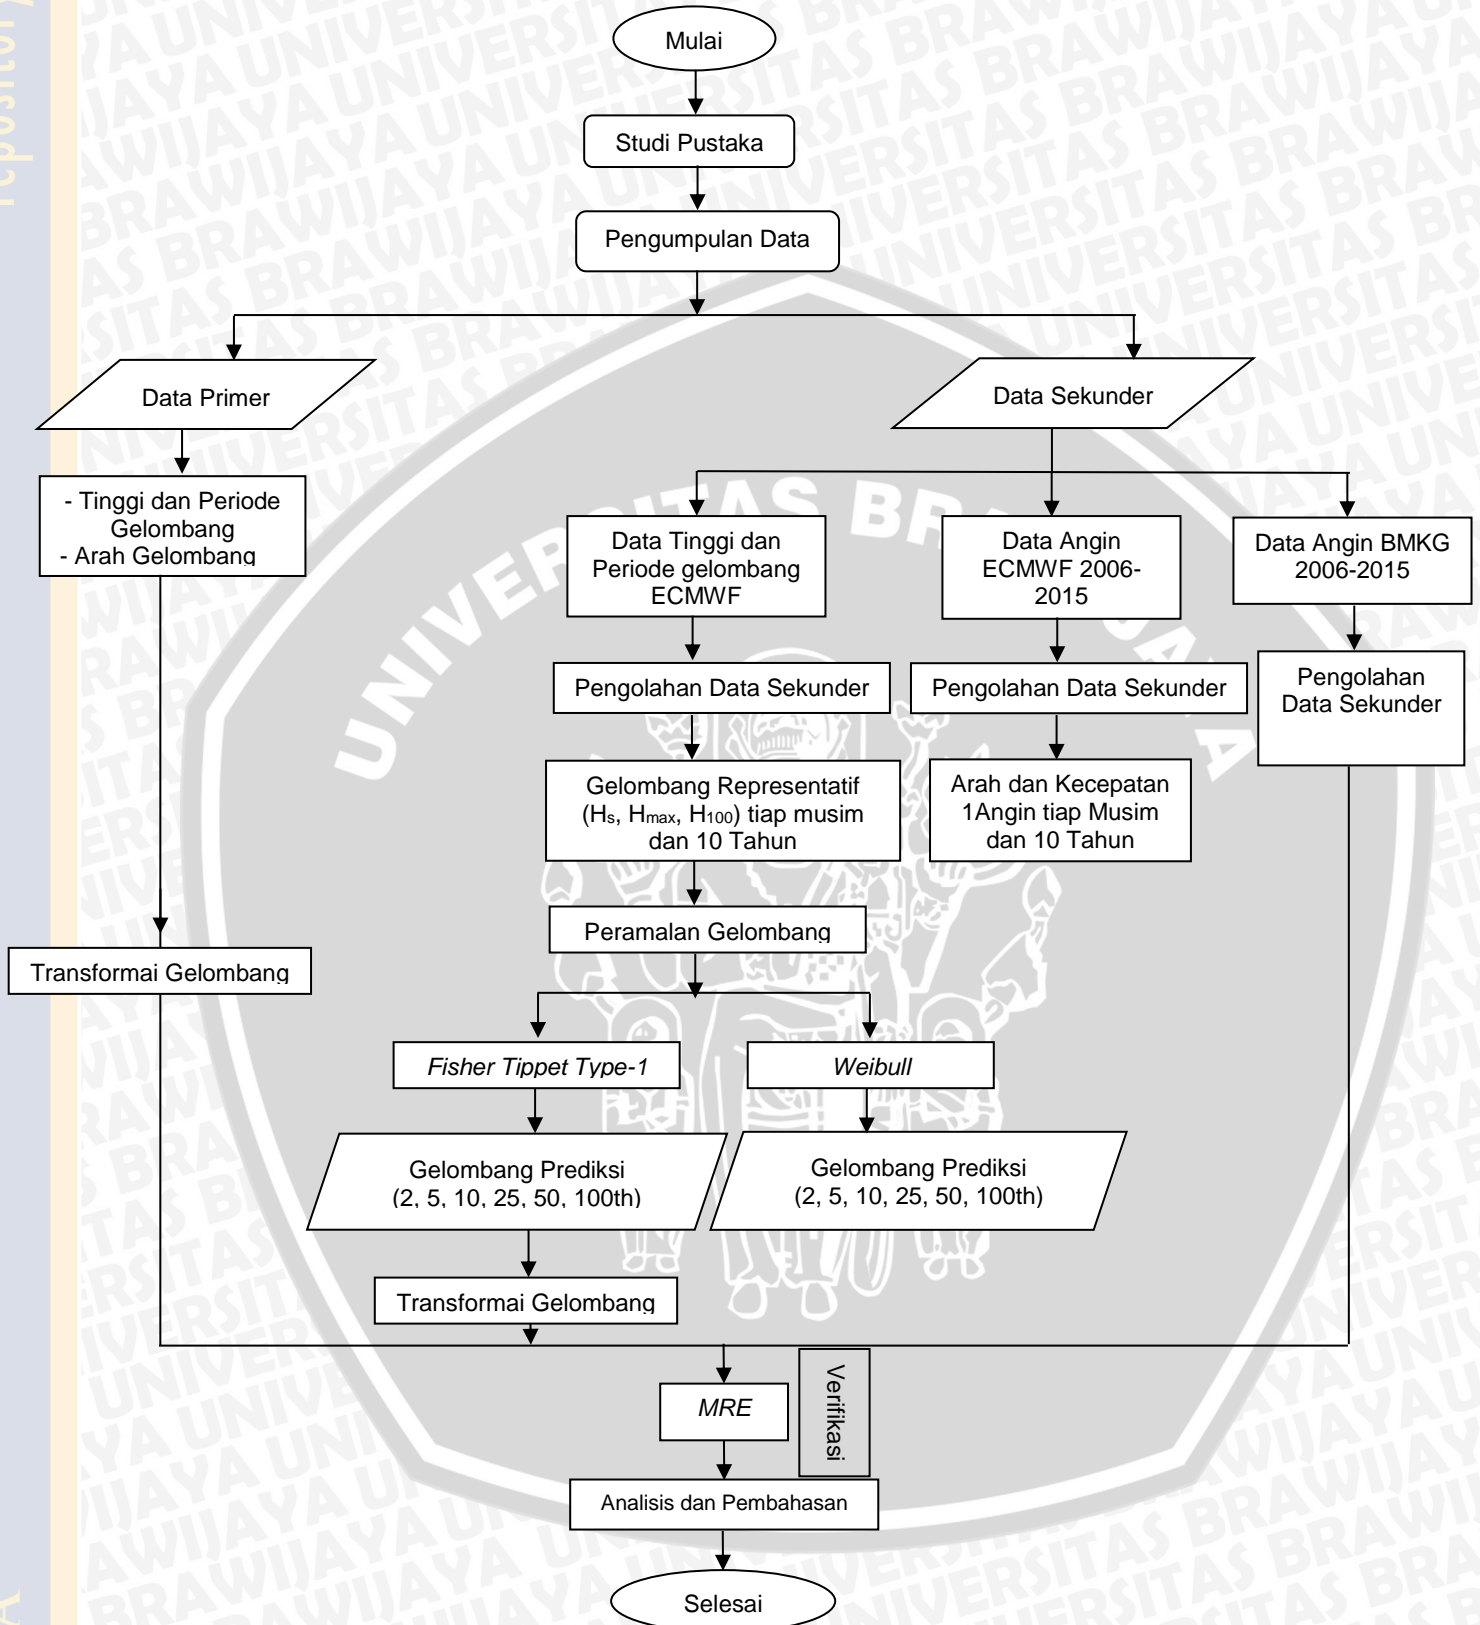 repository
Mulai
Studi Pustaka
Pengumpulan Data
Data Primer
Data Sekunder
- Tinggi dan Periode
Gelombang
- Arah Gelombang
Data Tinggi dan
Periode gelombang
ECMWF
Data Angin
ECMWF 2006-
2015
Data Angin BMKG
2006-2015
Pengolahan Data Sekunder
Pengolahan Data Sekunder
Pengolahan
Data Sekunder
Gelombang Representatif
(Hs, Hmax, H100) tiap musim
dan 10 Tahun
Arah dan Kecepatan
1Angin tiap Musim
dan 10 Tahun
Peramalan Gelombang
Transformai Gelombang
Fisher Tippet Type-1
Weibull
Gelombang Prediksi
(2, 5, 10, 25, 50, 100th)
Gelombang Prediksi
(2, 5, 10, 25, 50, 100th)
Transformai Gelombang
MRE
Verifikasi
Analisis dan Pembahasan
Selesai
UNIVERSITAS BRAWIJAYA